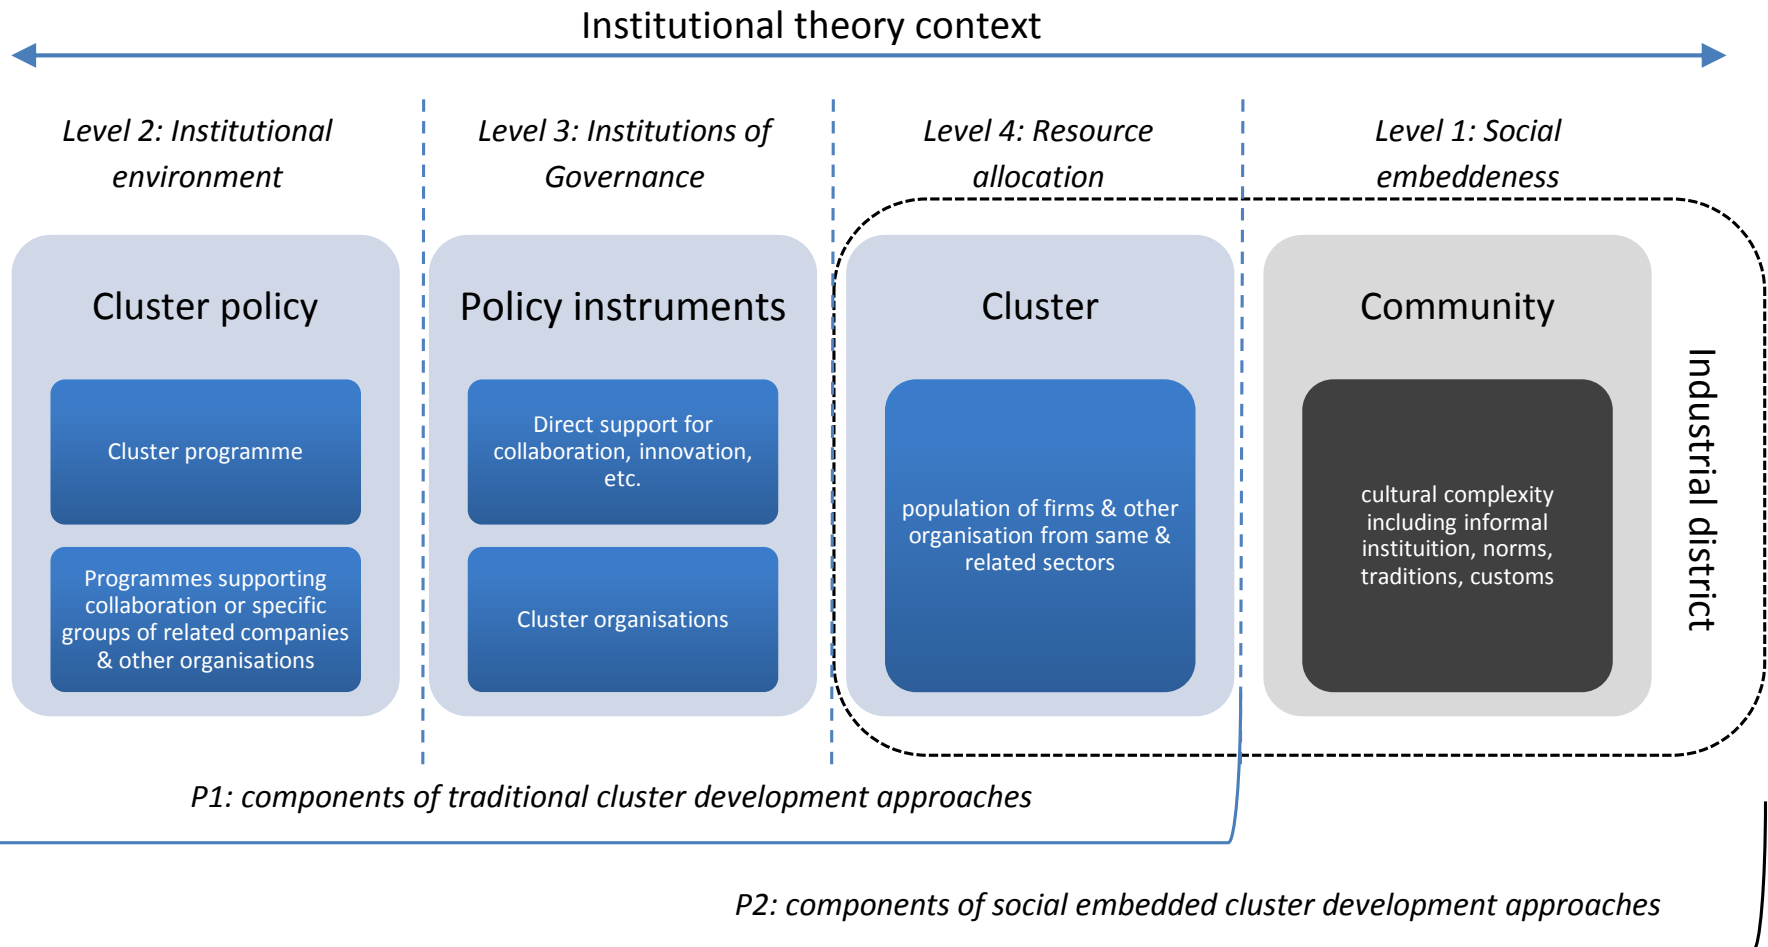 Institutional theory context
Level 2: Institutional
environment
Level 3: Institutions of
Governance
Level 4: Resource
allocation
Level 1: Social
embeddeness
Cluster policy
Cluster programme
Programmes supporting
collaboration or specific
groups of related companies
& other organisations
Policy instruments
Direct support for
collaboration, innovation,
etc.
Cluster organisations
Cluster
population of firms & other
organisation from same &
related sectors
Community
cultural complexity
including informal
instituition, norms,
traditions, customs
Industrial district
P1: components of traditional cluster development approaches
P2: components of social embedded cluster development approaches